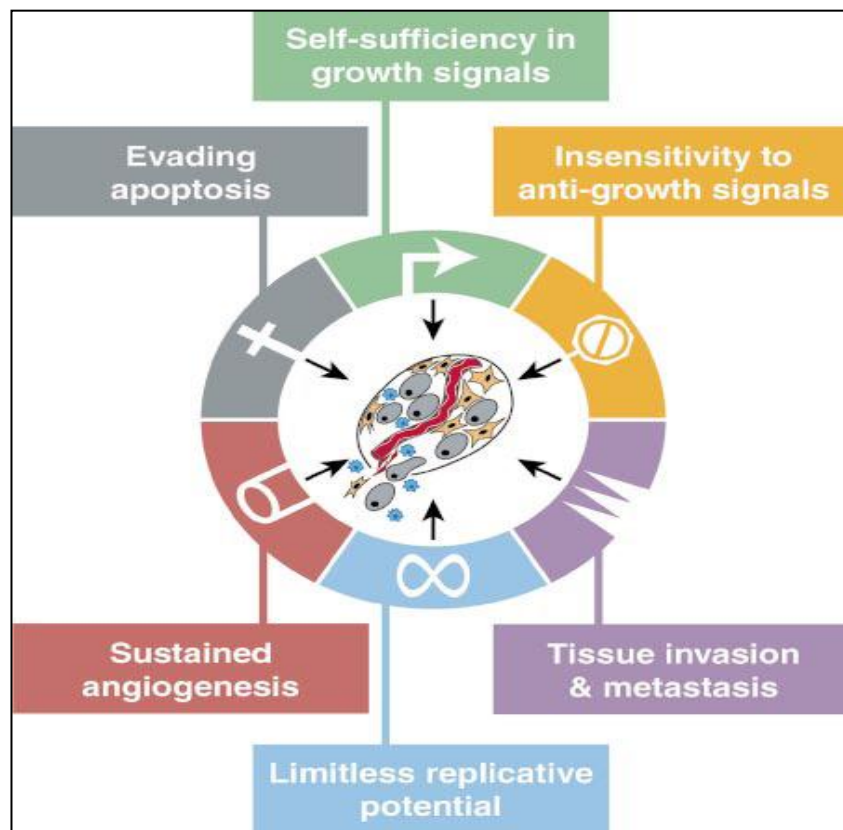 Self-sufficiency in
growth signals
Evading
apoptosis
Insensitivity to
anti-growth signals
Sustained
angiogenesis
Tissue invasion
& metastasis
Limitless replicative
potential